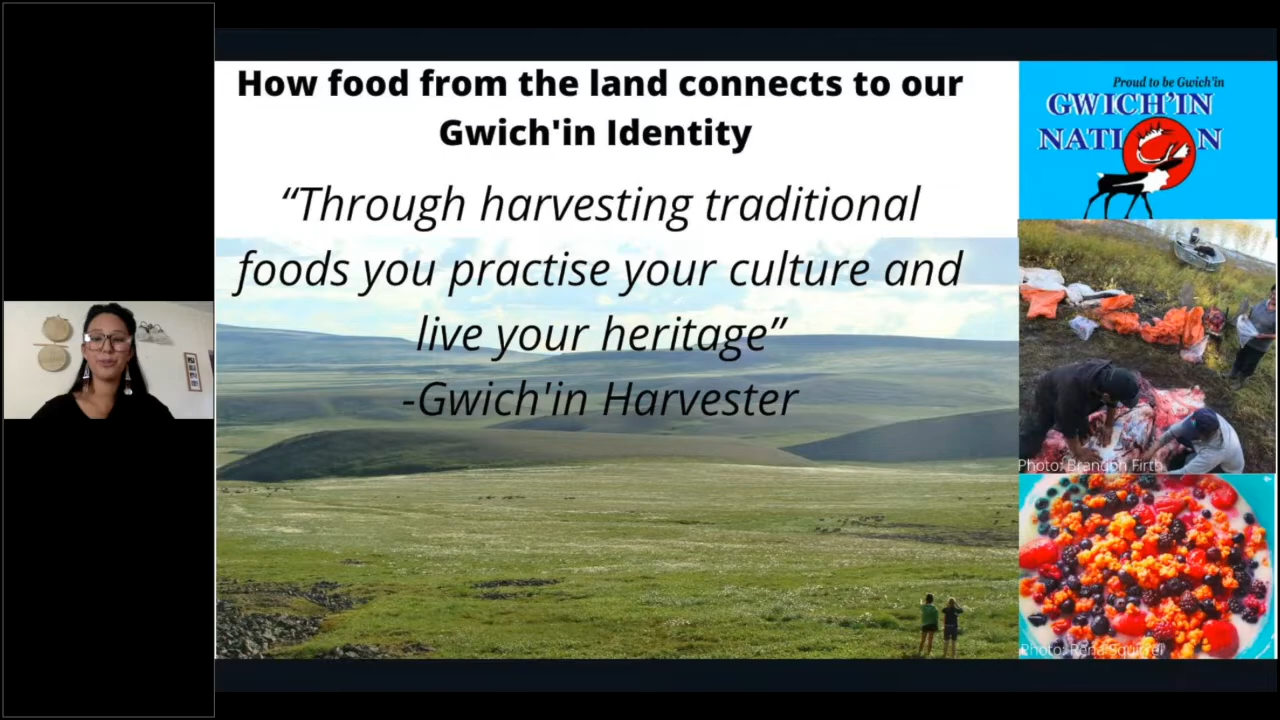 How food from the land connects to our
Gwich'in Identity
“Through harvesting traditional
foods you practise your culture and
live your heritage”
-Gwich'in Harvester
Proud to be Gwich'in
GWICH'IN
NATION
Photo: Brandon Firth
Photo: Rena Squirrel